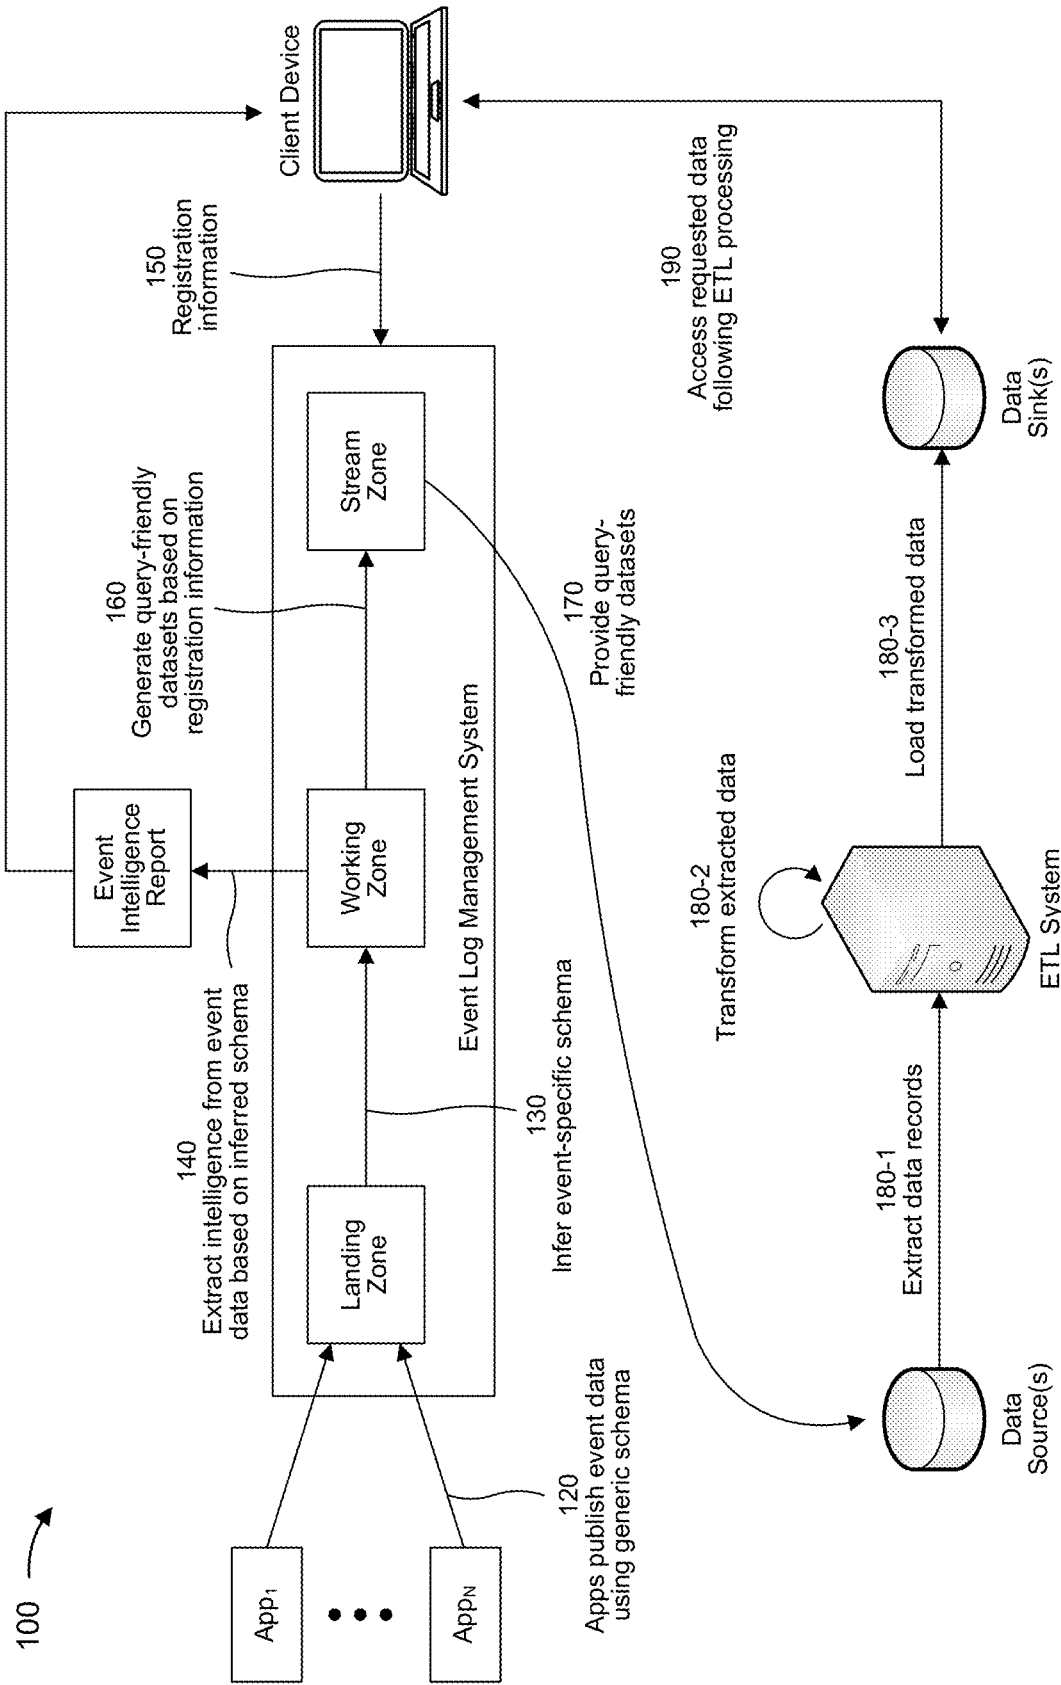 100
App1
AppN
120
Apps publish event data
using generic schema
Landing
Zone
130
Infer event-specific schema
140
Extract intelligence from event
data based on inferred schema
Event
Intelligence
Report
Working
Zone
Event Log Management System
160
Generate query-friendly
datasets based on
registration information
Stream
Zone
150
Registration
information
Client Device
170
Provide query-
friendly datasets
Data
Source(s)
180-1
Extract data records
180-2
Transform extracted data
ETL System
180-3
Load transformed data
Data
Sink(s)
190
Access requested data
following ETL processing